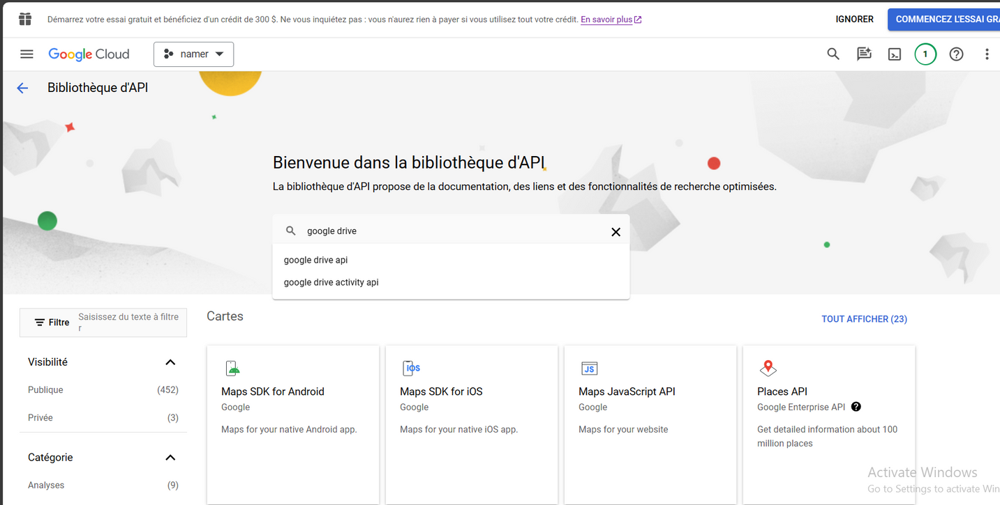 Démarrez votre essai gratuit et bénéficiez d'un crédit de 300 $. Ne vous inquiétez pas : vous n'aurez rien à payer si vous utilisez tout votre crédit. En savoir plus
IGNORER
COMMENCEZ L'ESSAI
Google Cloud
namer
1
Bibliothèque d'API
Bienvenue dans la bibliothèque d'API
La bibliothèque d'API propose de la documentation, des liens et des fonctionnalités de recherche optimisées.
google drive
google drive api
google drive activity api
Filtre
Saisissez du texte à filtre
r
Cartes
TOUT AFFICHER (23)
Visibilité
Publique (452)
Privée (3)
Catégorie
Analyses (9)
Maps SDK for Android
Google
Maps for your native Android app.
iOS
Maps SDK for iOS
Google
Maps for your native iOS app.
JS
Maps JavaScript API
Google
Maps for your website
Places API
Google Enterprise API
Get detailed information about 100
million places
Activate Windows
Go to Settings to activate